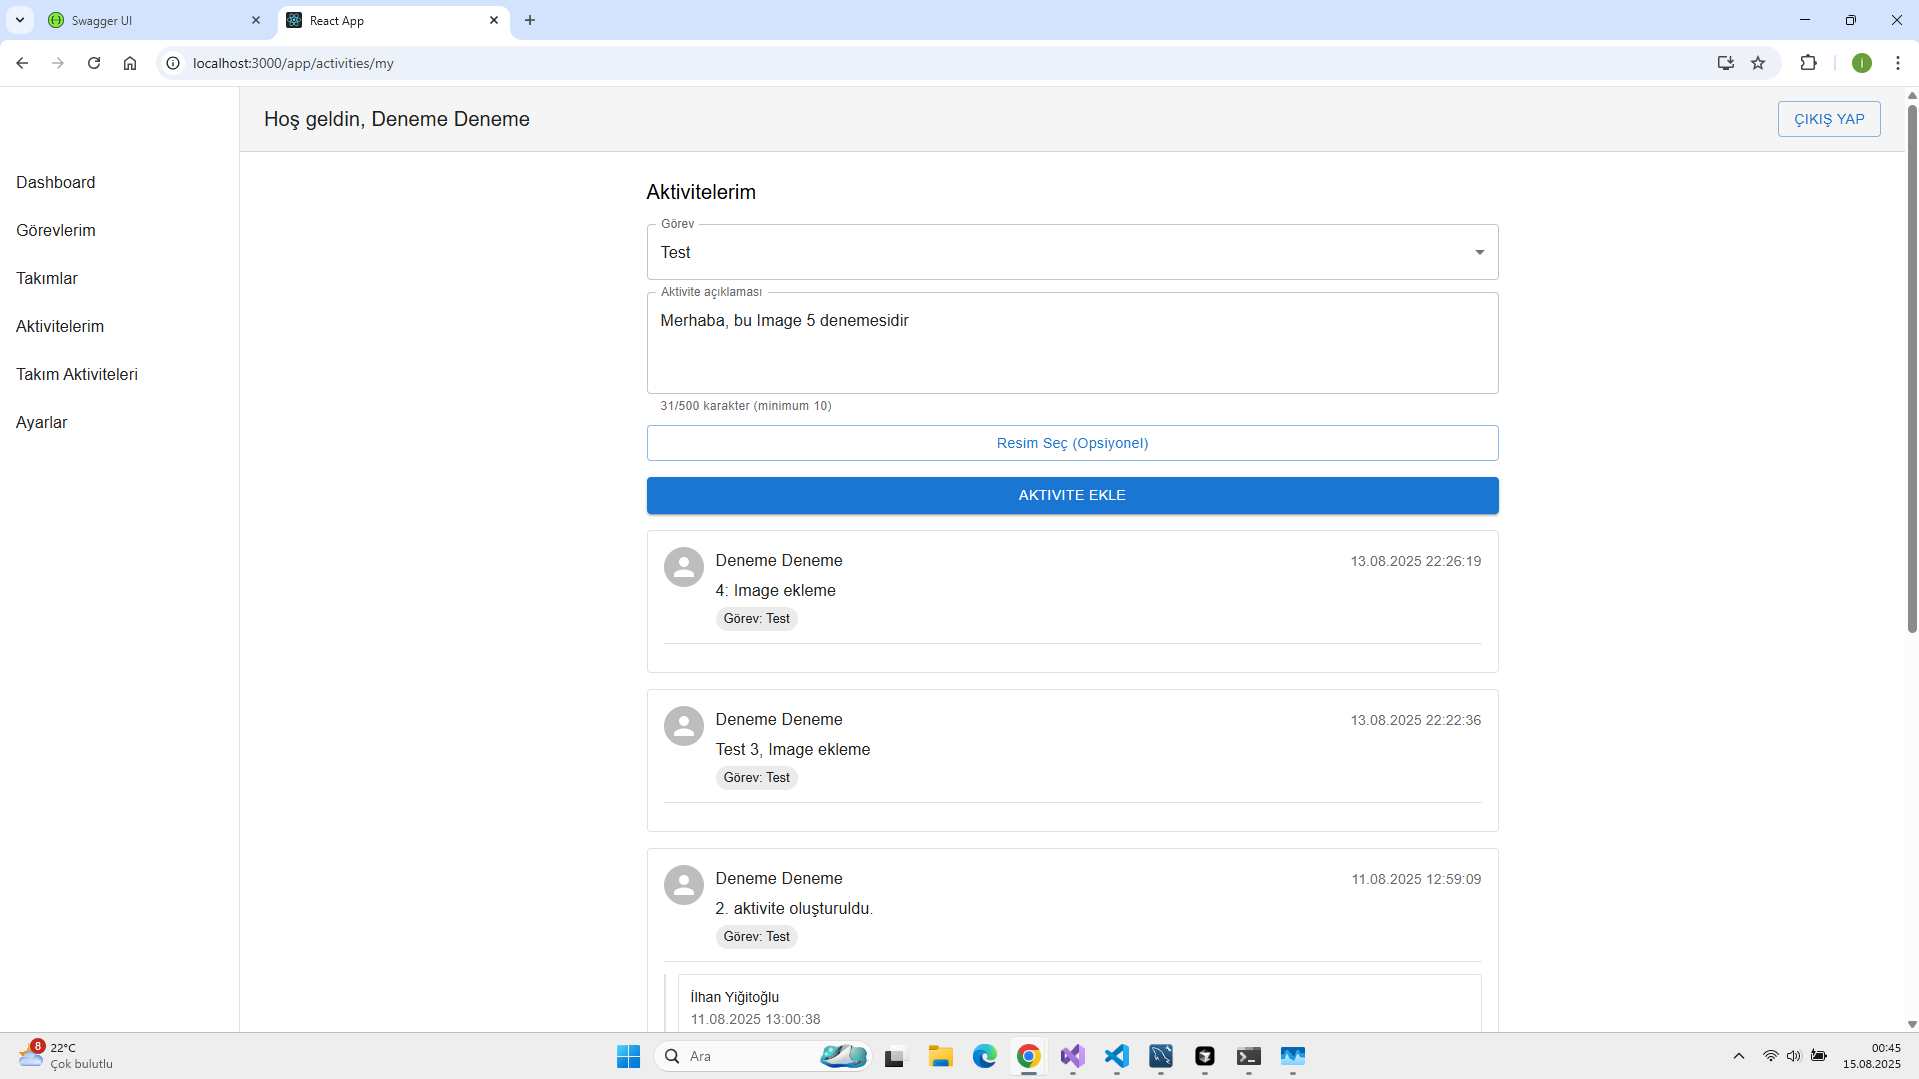 Swagger UI
React App
localhost:3000/app/activities/my
I
Hoş geldin, Deneme Deneme
ÇIKIŞ YAP
Dashboard
Görevlerim
Takımlar
Aktivitelerim
Takım Aktiviteleri
Ayarlar
Aktivitelerim
Görev
Test
Aktivite açıklaması
Merhaba, bu Image 5 denemesidir
31/500 karakter (minimum 10)
Resim Seç (Opsiyonel)
AKTIVITE EKLE
Deneme Deneme
13.08.2025 22:26:19
4: Image ekleme
Görev: Test
Deneme Deneme
13.08.2025 22:22:36
Test 3, Image ekleme
Görev: Test
Deneme Deneme
11.08.2025 12:59:09
2. aktivite oluşturuldu.
Görev: Test
İlhan Yiğitoğlu
11.08.2025 13:00:38
8
22°C
Çok bulutlu
Ara
00:45
15.08.2025